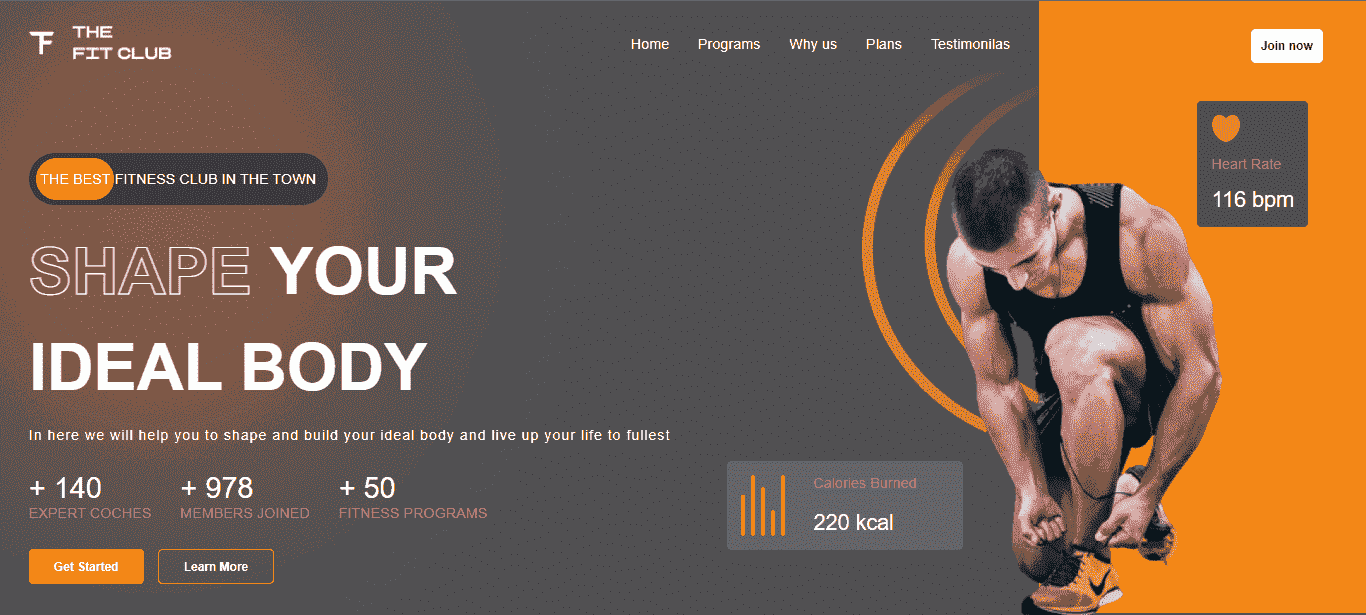 THE
FIT CLUB
Home Programs Why us Plans Testimonilas
Join now
Heart Rate
116 bpm
THE BEST FITNESS CLUB IN THE TOWN
SHAPE YOUR
IDEAL BODY
In here we will help you to shape and build your ideal body and live up your life to fullest
+ 140 + 978 + 50
EXPERT COCHES MEMBERS JOINED FITNESS PROGRAMS
Calories Burned
220 kcal
Get Started Learn More